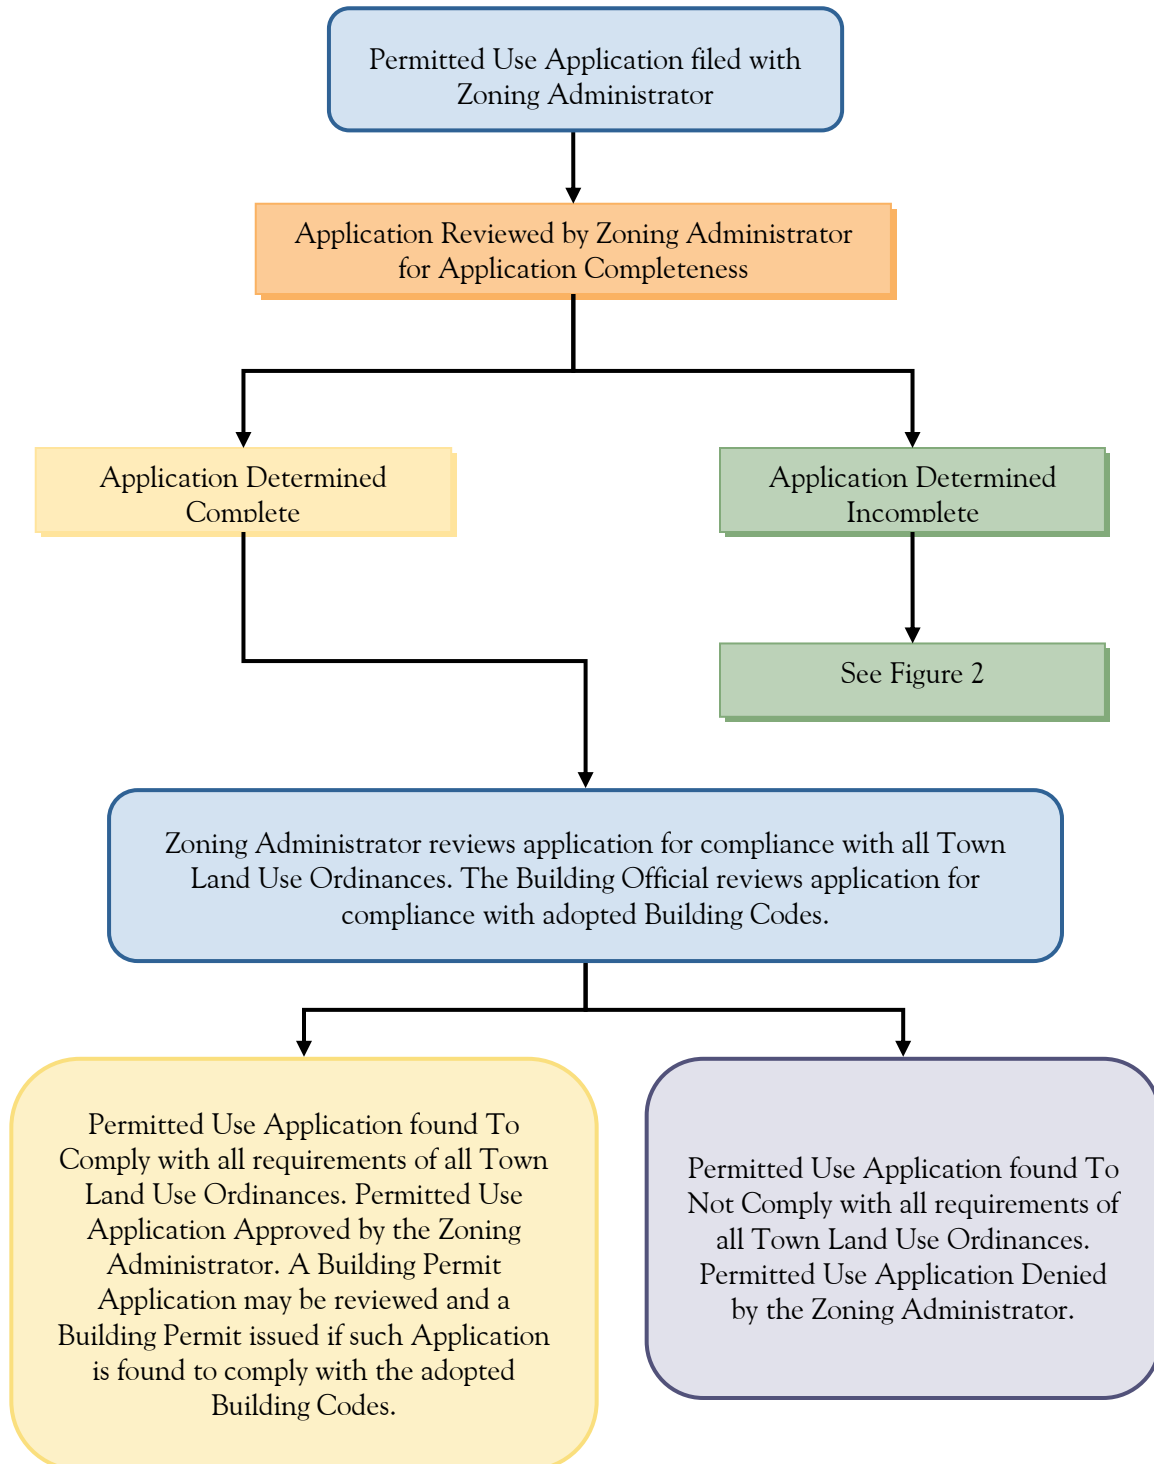 Permitted Use Application filed with
Zoning Administrator
Application Reviewed by Zoning Administrator
for Application Completeness
Application Determined
Complete
Application Determined
Incomplete
See Figure 2
Zoning Administrator reviews application for compliance with all Town
Land Use Ordinances. The Building Official reviews application for
compliance with adopted Building Codes.
Permitted Use Application found To
Comply with all requirements of all Town
Land Use Ordinances. Permitted Use
Application Approved by the Zoning
Administrator. A Building Permit
Application may be reviewed and a
Building Permit issued if such Application
is found to comply with the adopted
Building Codes.
Permitted Use Application found To
Not Comply with all requirements of
all Town Land Use Ordinances.
Permitted Use Application Denied
by the Zoning Administrator.